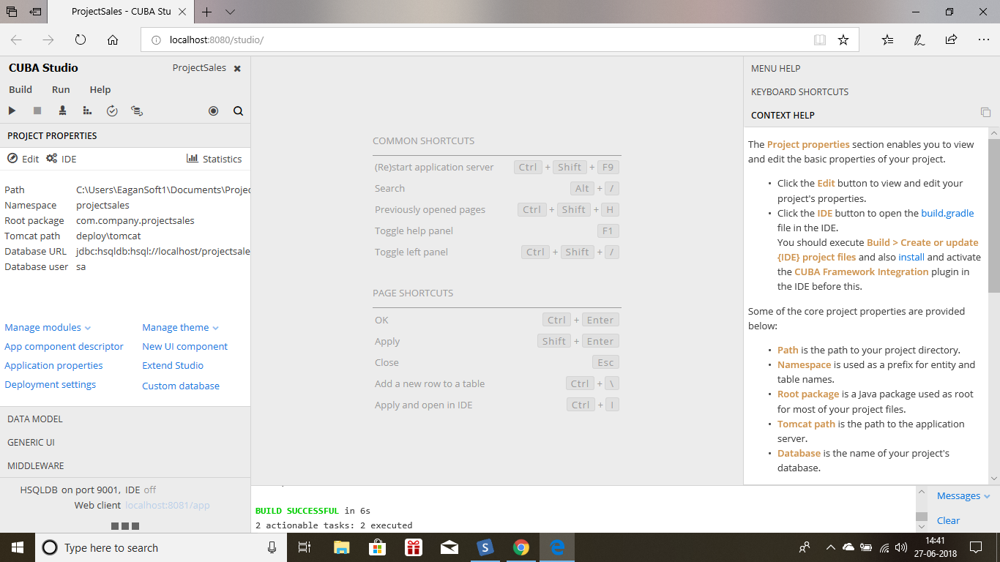 ProjectSales - CUBA Stu
localhost:8080/studio/
CUBA Studio ProjectSales
Build Run Help
PROJECT PROPERTIES
Edit IDE Statistics
Path C:\Users\EaganSoft1\Documents\Projec
Namespace projectsales
Root package com.company.projectsales
Tomcat path deploy\tomcat
Database URL jdbc:hsqldb:hsql://localhost/projectsale
Database user sa
Manage modules Manage theme
App component descriptor New UI component
Application properties Extend Studio
Deployment settings Custom database
DATA MODEL
GENERIC UI
MIDDLEWARE
HSQLDB on port 9001, IDE off
Web client localhost:8081/app
COMMON SHORTCUTS
(Re)start application server Ctrl + Shift + F9
Search Alt + /
Previously opened pages Ctrl + Shift + H
Toggle help panel F1
Toggle left panel Ctrl + Shift + /
PAGE SHORTCUTS
OK Ctrl + Enter
Apply Shift + Enter
Close Esc
Add a new row to a table Ctrl + \
Apply and open in IDE Ctrl + I
BUILD SUCCESSFUL in 6s
2 actionable tasks: 2 executed
MENU HELP
KEYBOARD SHORTCUTS
CONTEXT HELP
The Project properties section enables you to view
and edit the basic properties of your project.
• Click the Edit button to view and edit your
project's properties.
• Click the IDE button to open the build.gradle
file in the IDE.
You should execute Build > Create or update
{IDE} project files and also install and activate
the CUBA Framework Integration plugin in
the IDE before this.
Some of the core project properties are provided
below:
• Path is the path to your project directory.
• Namespace is used as a prefix for entity and
table names.
• Root package is a Java package used as root
for most of your project files.
• Tomcat path is the path to the application
server.
• Database is the name of your project's
database.
Messages
Clear
Type here to search
S
14:41
27-06-2018